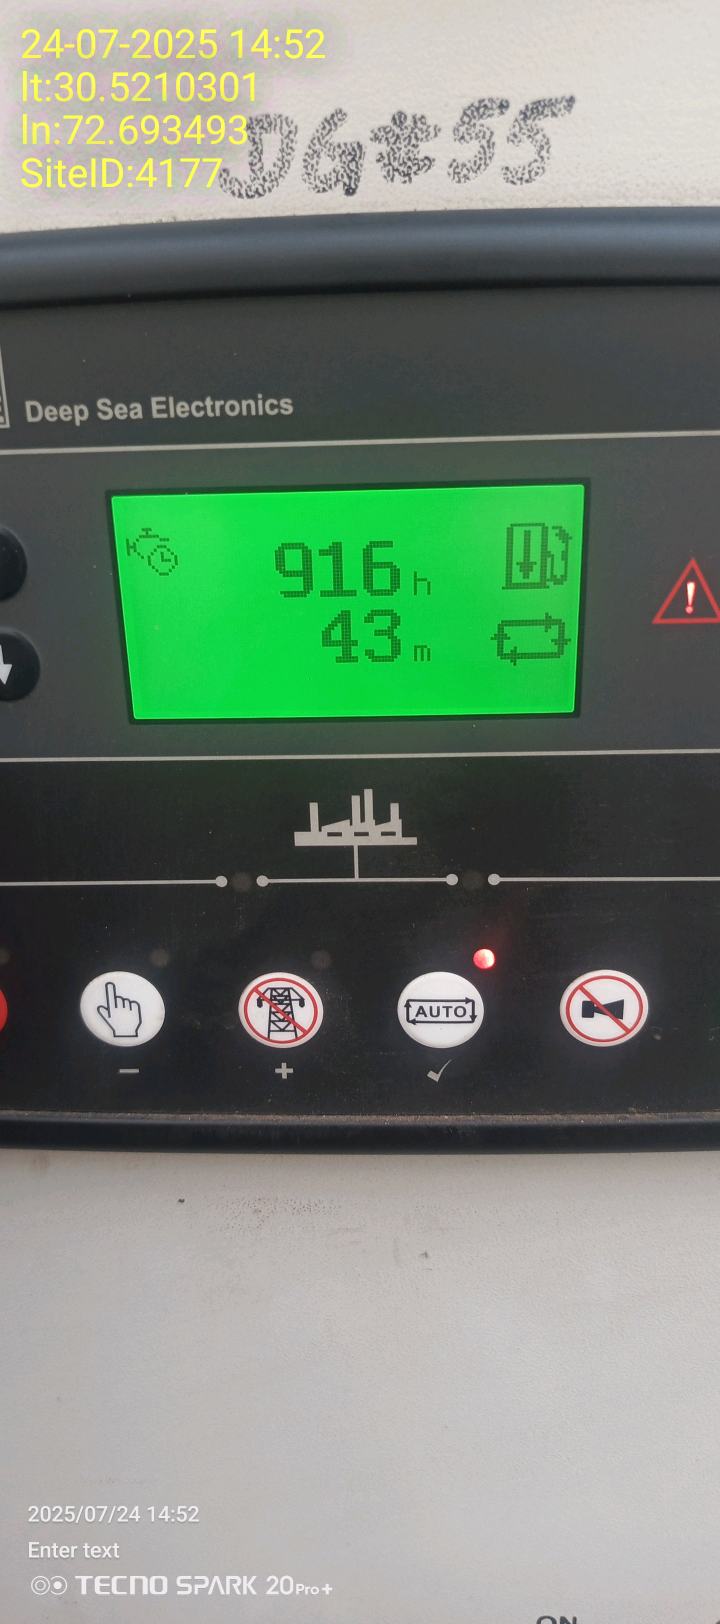 24-07-2025 14:52
lt:30.5210301
ln:72.693493
SiteID:4177
DG#55
Deep Sea Electronics
916 h
43 m
AUTO
- +
2025/07/24 14:52
Enter text
TECNO SPARK 20Pro+
ON